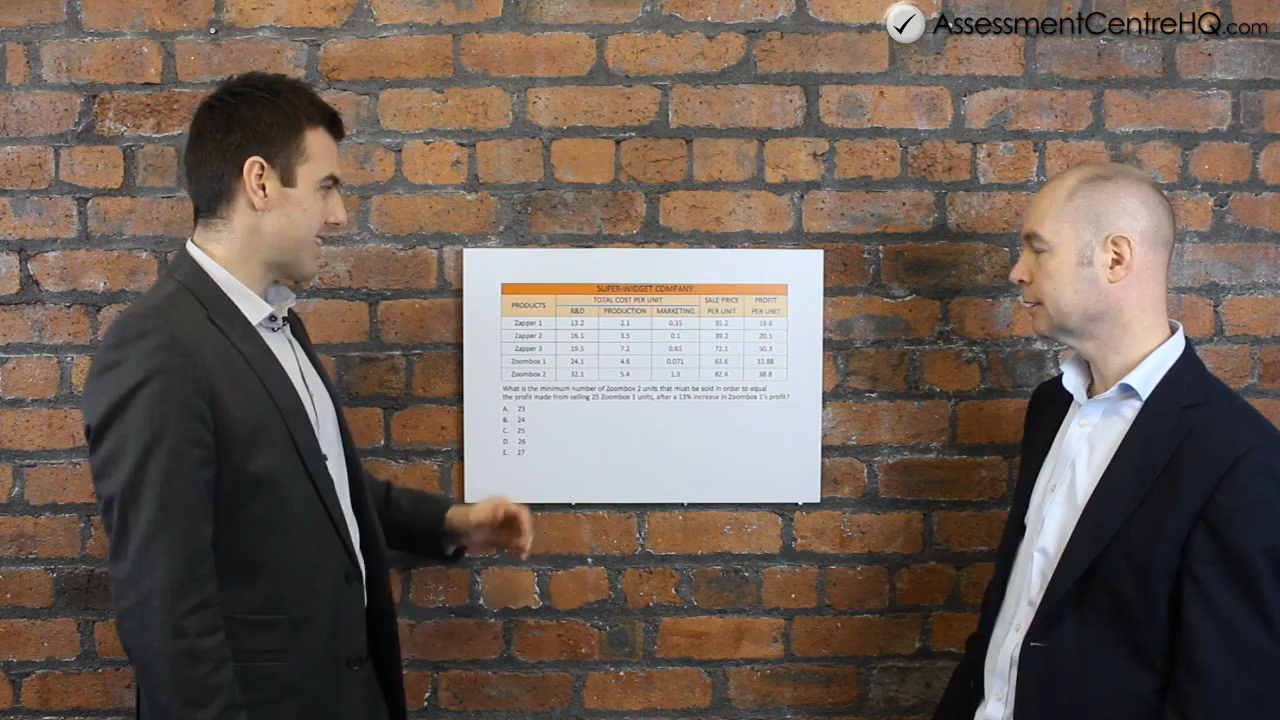 AssessmentCentreHQ.com
SUPER-WIDGET COMPANY
PRODUCTS TOTAL COST PER UNIT SALE PRICE PER UNIT PROFIT PER UNIT
R&D PRODUCTION MARKETING
Zapper 1 13.2 2.1 0.35 35.2 19.6
Zapper 2 16.1 3.5 0.1 39.2 20.5
Zapper 3 19.5 7.2 0.65 72.1 50.3
Zoombox 1 24.1 4.6 0.071 63.6 33.88
Zoombox 2 32.1 5.4 1.3 82.4 38.8
What is the minimum number of Zoombox 2 units that must be sold in order to equal
the profit made from selling 25 Zoombox 1 units, after a 13% increase in Zoombox 1's profit?
A. 23
B. 24
C. 25
D. 26
E. 27